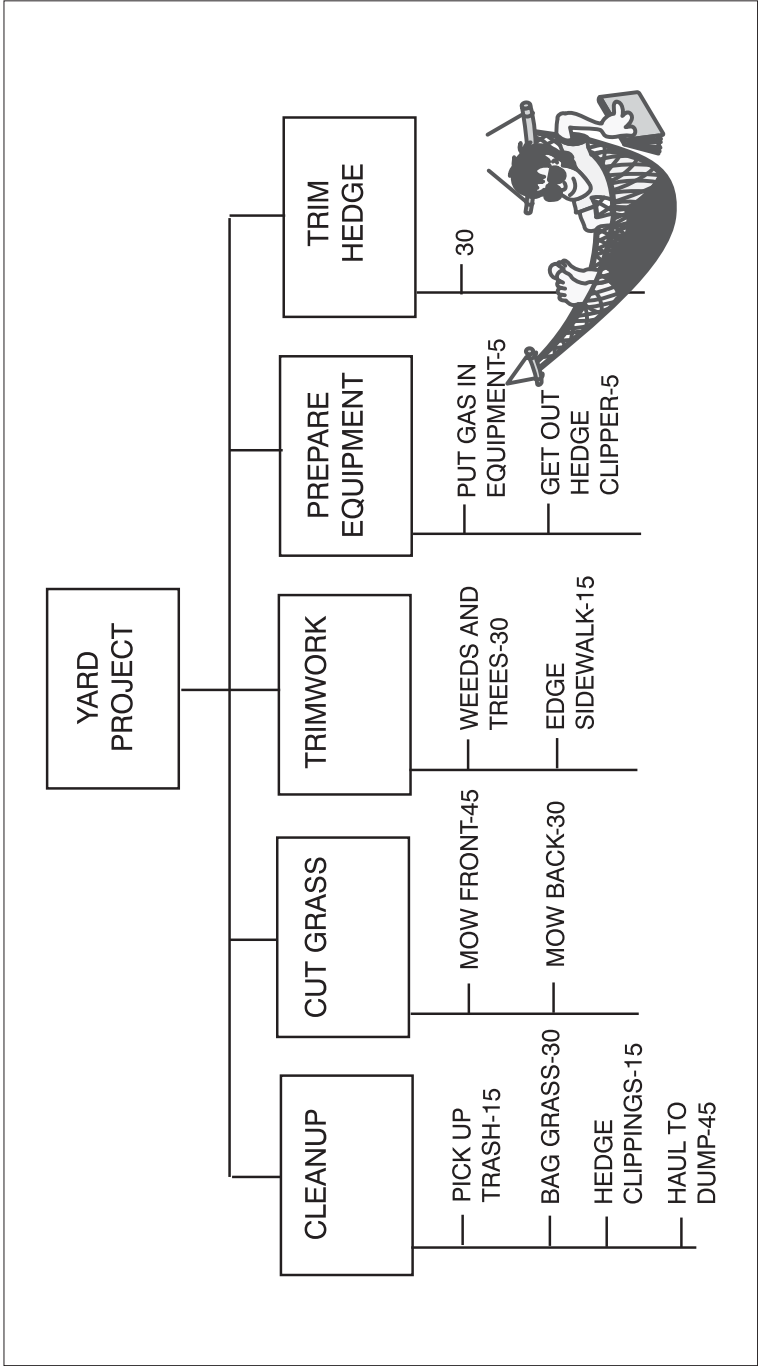 YARD
PROJECT
CLEANUP
PICK UP
TRASH-15
BAG GRASS-30
HEDGE
CLIPPINGS-15
HAUL TO
DUMP-45
CUT GRASS
MOW FRONT-45
MOW BACK-30
TRIMWORK
WEEDS AND
TREES-30
EDGE
SIDEWALK-15
PREPARE
EQUIPMENT
PUT GAS IN
EQUIPMENT-5
GET OUT
HEDGE
CLIPPER-5
TRIM
HEDGE
30